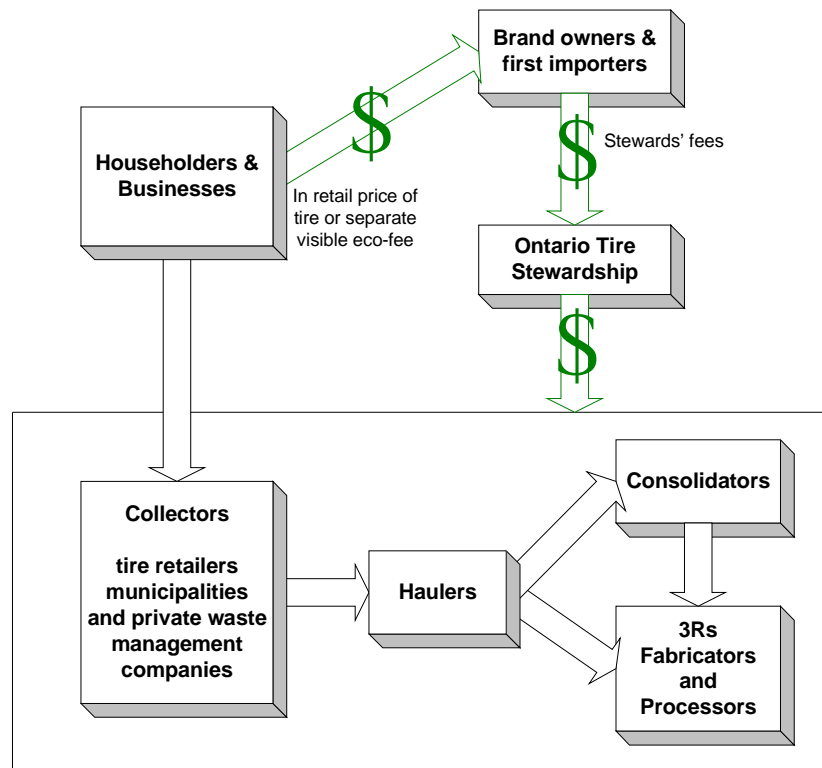 Brand owners &
first importers
$
Stewards’ fees
Householders &
Businesses
$
In retail price of
tire or separate
visible eco-fee
Ontario Tire
Stewardship
$
Collectors
tire retailers
municipalities
and private waste
management
companies
Haulers
Consolidators
3Rs
Fabricators
and
Processors